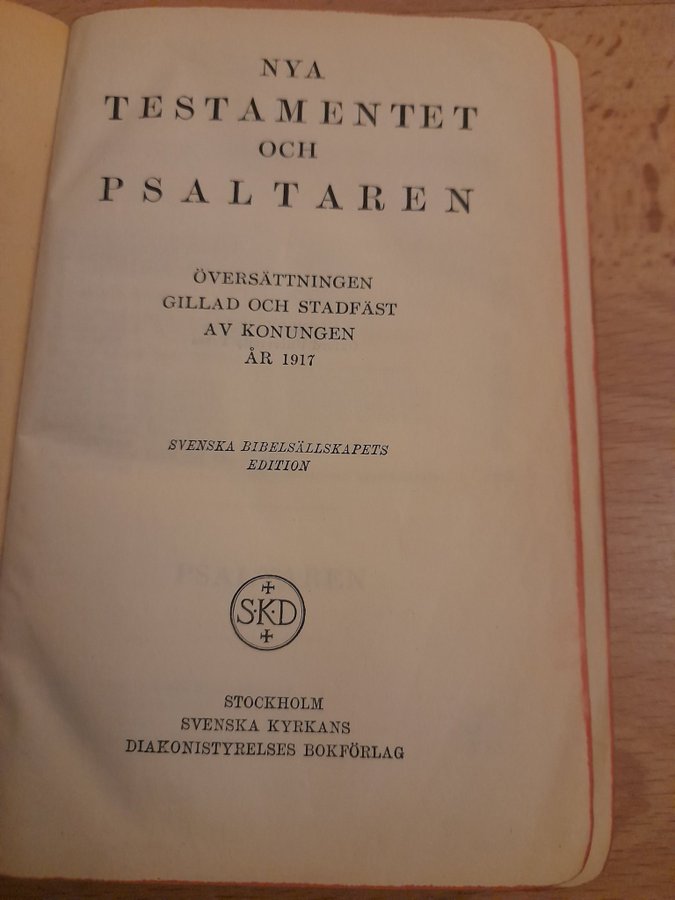 NYA
TESTAMENTET
OCH
PSALTAREN
ÖVERSÄTTNINGEN
GILLAD OCH STADFÄST
AV KONUNGEN
ÅR 1917
SVENSKA BIBELSÄLLSKAPETS
EDITION
PSALTAREN
S·K·D
STOCKHOLM
SVENSKA KYRKANS
DIAKONISTYRELSES BOKFÖRLAG